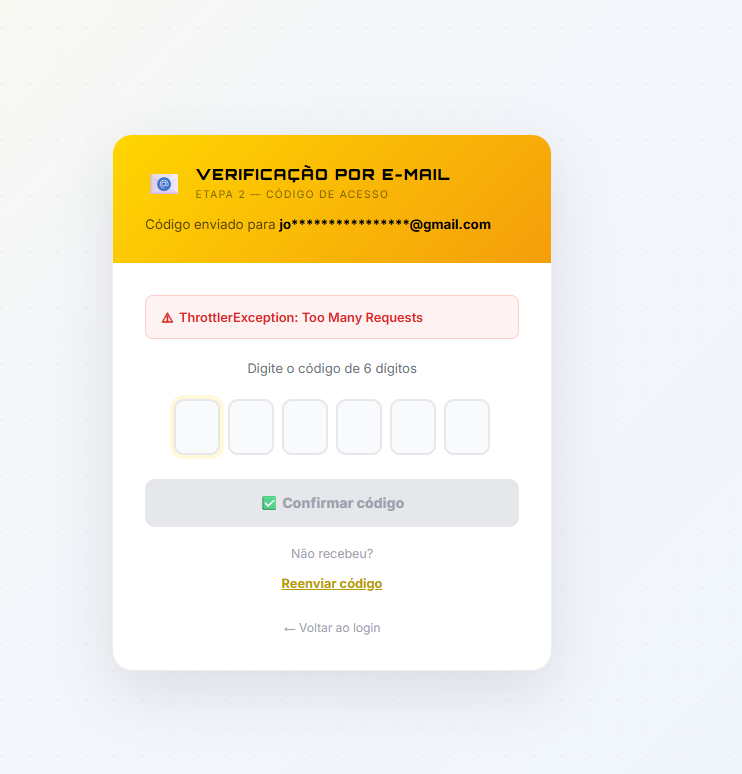 VERIFICAÇÃO POR E-MAIL
ETAPA 2 — CÓDIGO DE ACESSO
Código enviado para jo****************@gmail.com
⚠ ThrottlerException: Too Many Requests
Digite o código de 6 dígitos
✅ Confirmar código
Não recebeu?
Reenviar código
← Voltar ao login